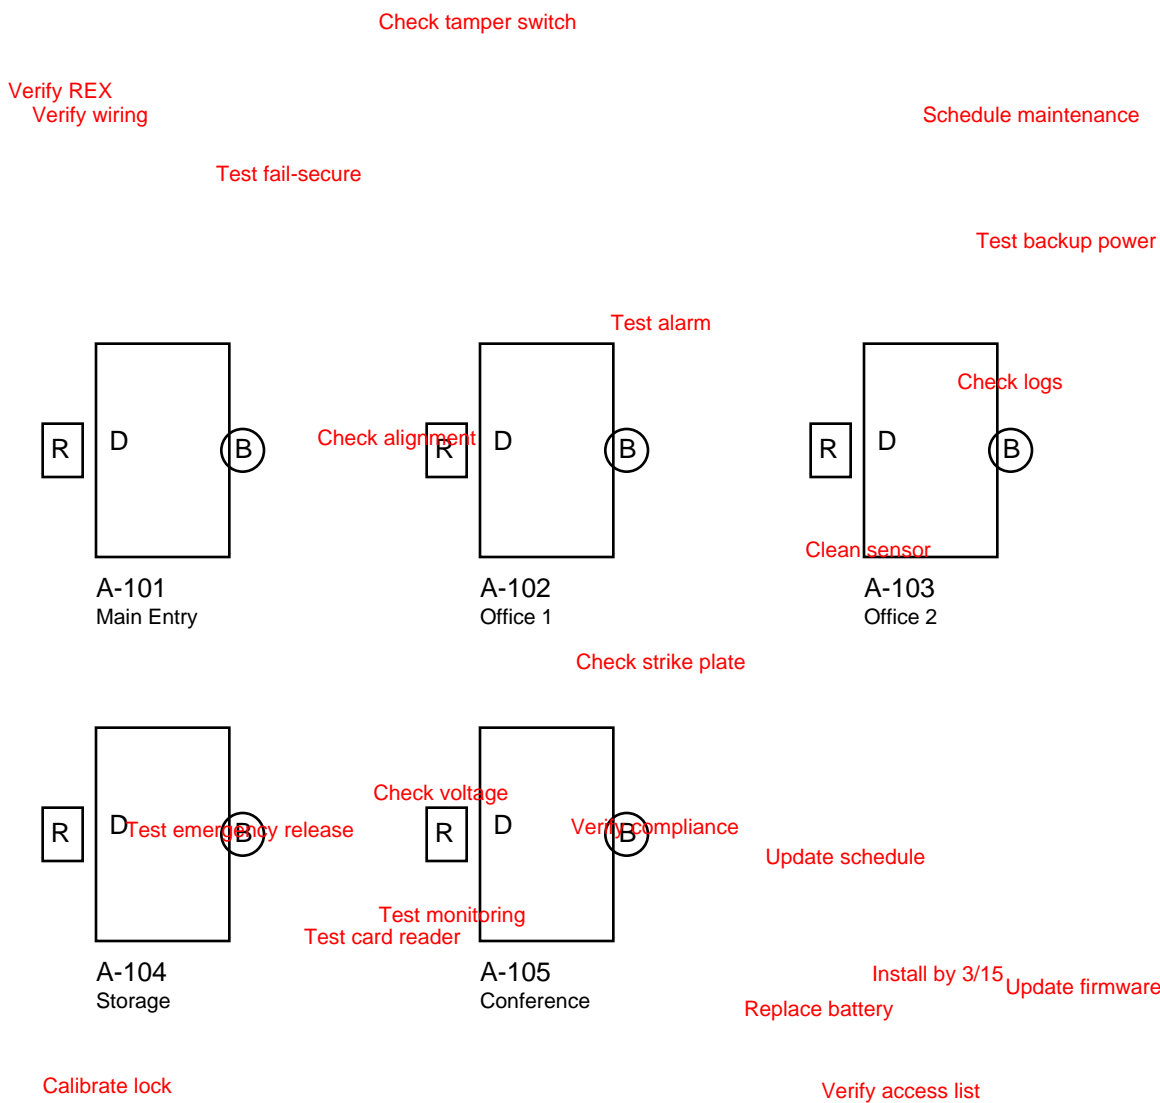 Check tamper switch
Verify REX
Verify wiring
Schedule maintenance
Test fail-secure
Test backup power
Test alarm
Check logs
R
D
B
Check alignment
R
D
B
R
D
B
Clean sensor
A-101
Main Entry
A-102
Office 1
A-103
Office 2
Check strike plate
Check voltage
R
D
Test emergency release
B
R
D
Verify compliance
B
Update schedule
Test monitoring
Test card reader
A-104
Storage
A-105
Conference
Install by 3/15
Update firmware
Replace battery
Calibrate lock
Verify access list